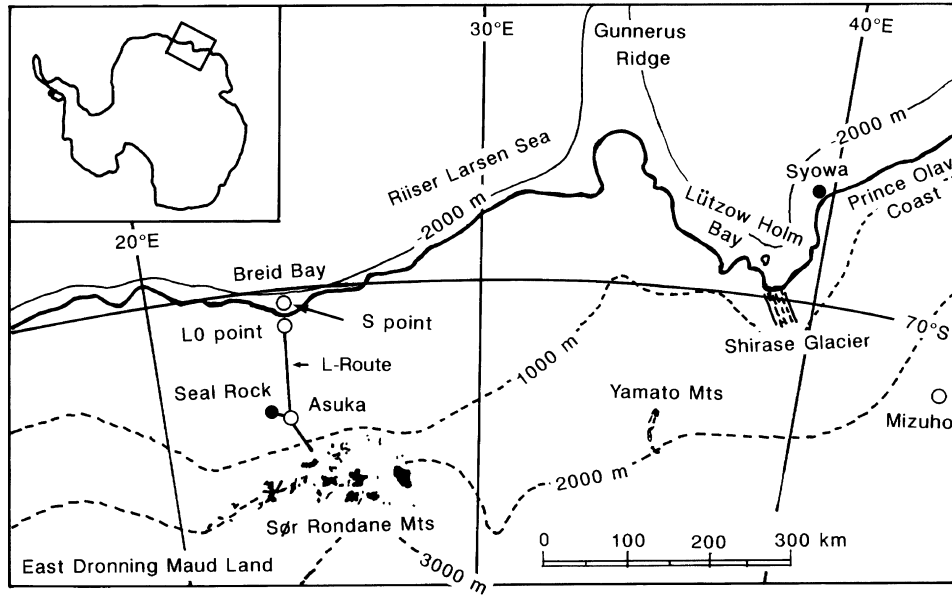 30°E
40°E
Gunnerus
Ridge
-2000 m
Riiser Larsen Sea
Syowa
Prince Olav
Coast
-2000 m
Lützow Holm
Bay
20°E
Breid Bay
S point
L0 point
70°S
Shirase Glacier
L-Route
1000 m
Seal Rock
Asuka
Yamato Mts
Mizuho
2000 m
Sør Rondane Mts
0 100 200 300 km
East Dronning Maud Land
3000 m